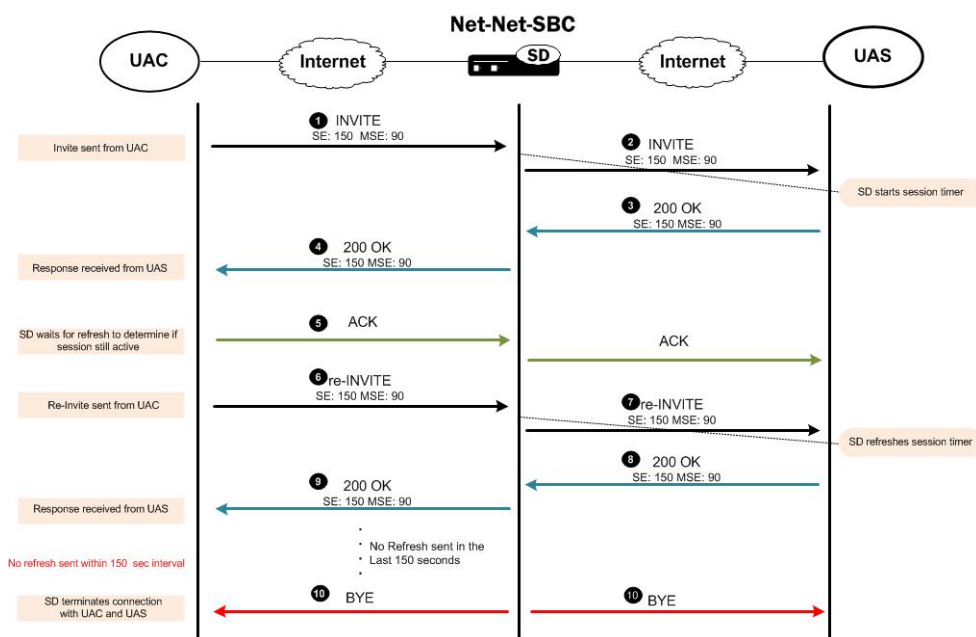 Net-Net-SBC
UAC
Internet
SD
Internet
UAS
1 INVITE
SE: 150 MSE: 90
Invite sent from UAC
2 INVITE
SE: 150 MSE: 90
SD starts session timer
3 200 OK
SE: 150 MSE: 90
4 200 OK
SE: 150 MSE: 90
Response received from UAS
5 ACK
SD waits for refresh to determine if
session still active
ACK
6 re-INVITE
SE: 150 MSE: 90
Re-Invite sent from UAC
7 re-INVITE
SE: 150 MSE: 90
SD refreshes session timer
8 200 OK
SE: 150 MSE: 90
9 200 OK
SE: 150 MSE: 90
Response received from UAS
No Refresh sent in the
Last 150 seconds
No refresh sent within 150 sec interval
10 BYE
10 BYE
SD terminates connection
with UAC and UAS